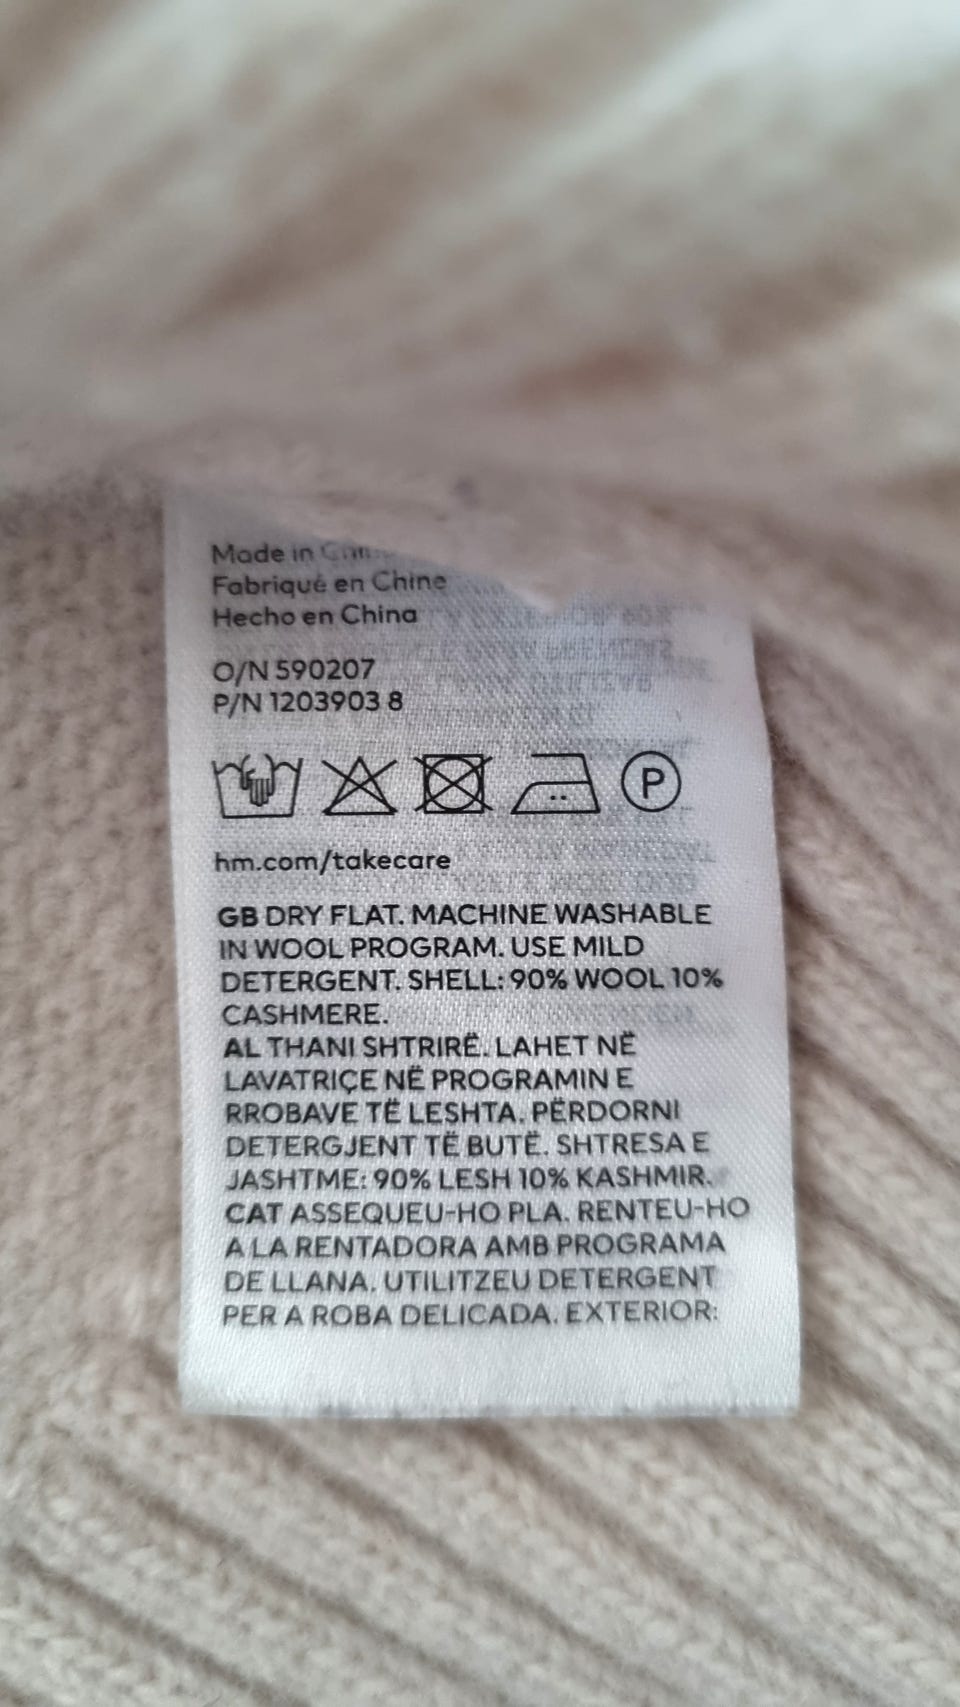 Made in
Fabriqué en Chine
Hecho en China
O/N 590207
P/N 1203903 8
P
hm.com/takecare
GB DRY FLAT. MACHINE WASHABLE
IN WOOL PROGRAM. USE MILD
DETERGENT. SHELL: 90% WOOL 10%
CASHMERE.
AL THANI SHTRIRË. LAHET NË
LAVATRIÇE NË PROGRAMIN E
RROBAVE TË LESHTA. PËRDORNI
DETERGJENT TË BUTË. SHTRESA E
JASHTME: 90% LESH 10% KASHMIR.
CAT ASSEQUEU-HO PLA. RENTEU-HO
A LA RENTADORA AMB PROGRAMA
DE LLANA. UTILITZEU DETERGENT
PER A ROBA DELICADA. EXTERIOR: